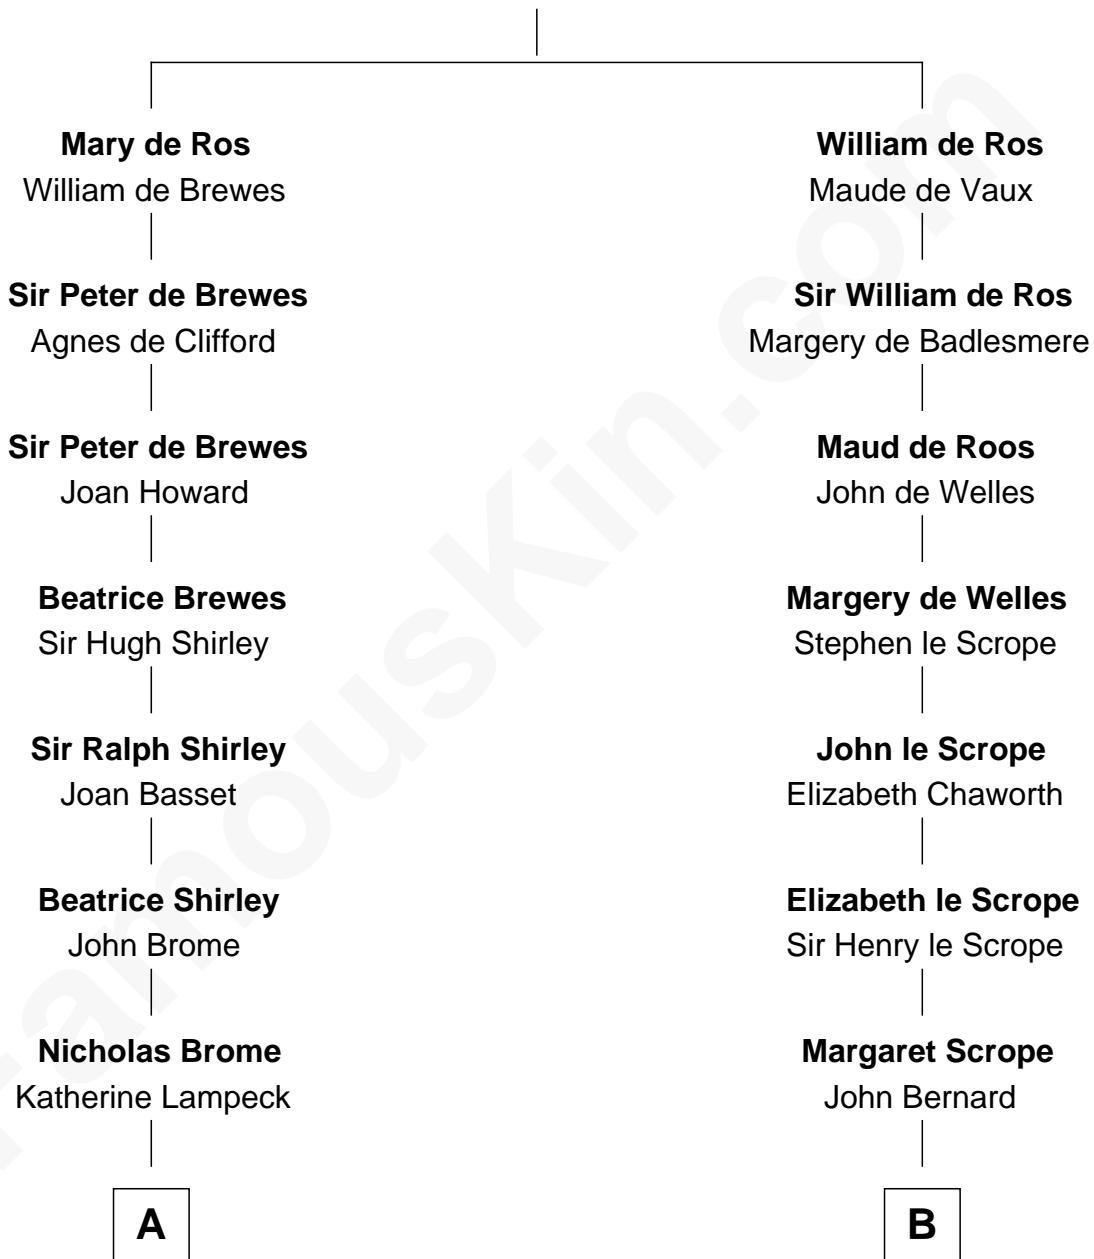 Mary de Ros
William de Brewes
Sir Peter de Brewes
Agnes de Clifford
Sir Peter de Brewes
Joan Howard
Beatrice Brewes
Sir Hugh Shirley
Sir Ralph Shirley
Joan Basset
Beatrice Shirley
John Brome
Nicholas Brome
Katherine Lampeck
A
William de Ros
Maude de Vaux
Sir William de Ros
Margery de Badlesmere
Maud de Roos
John de Welles
Margery de Welles
Stephen le Scrope
John le Scrope
Elizabeth Chaworth
Elizabeth le Scrope
Sir Henry le Scrope
Margaret Scrope
John Bernard
B
FamousKin.com